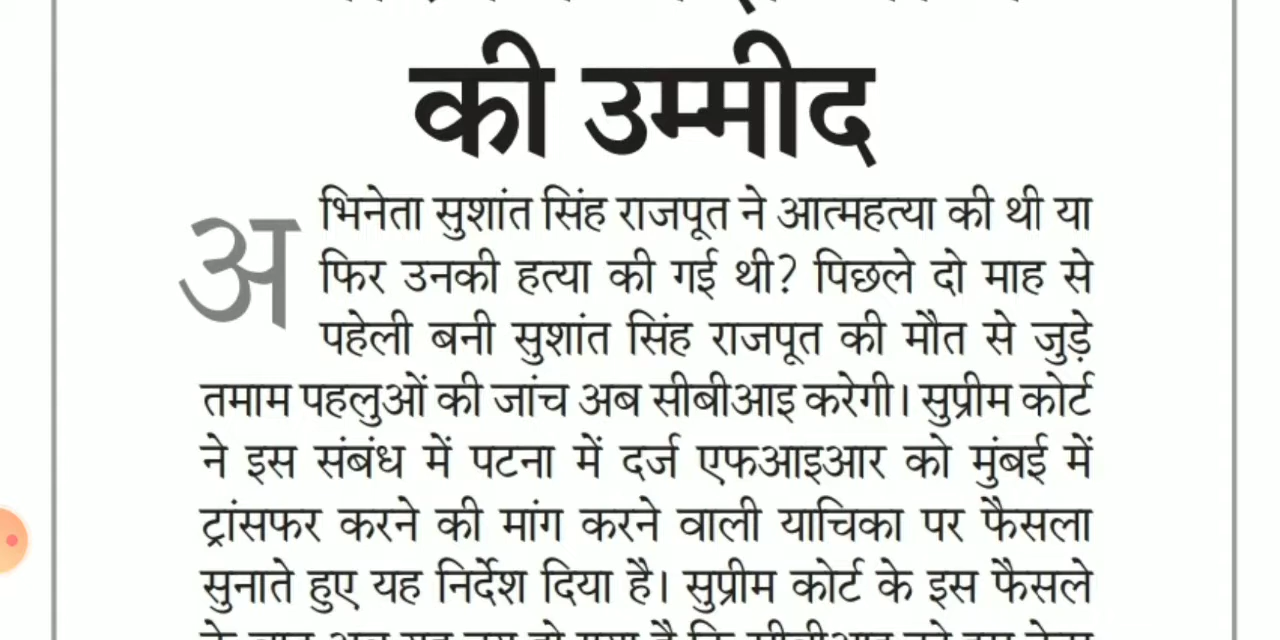 की उम्मीद
अभिनेता सुशांत सिंह राजपूत ने आत्महत्या की थी या
फिर उनकी हत्या की गई थी? पिछले दो माह से
पहेली बनी सुशांत सिंह राजपूत की मौत से जुड़े
तमाम पहलुओं की जांच अब सीबीआइ करेगी। सुप्रीम कोर्ट
ने इस संबंध में पटना में दर्ज एफआइआर को मुंबई में
ट्रांसफर करने की मांग करने वाली याचिका पर फैसला
सुनाते हुए यह निर्देश दिया है। सुप्रीम कोर्ट के इस फैसले